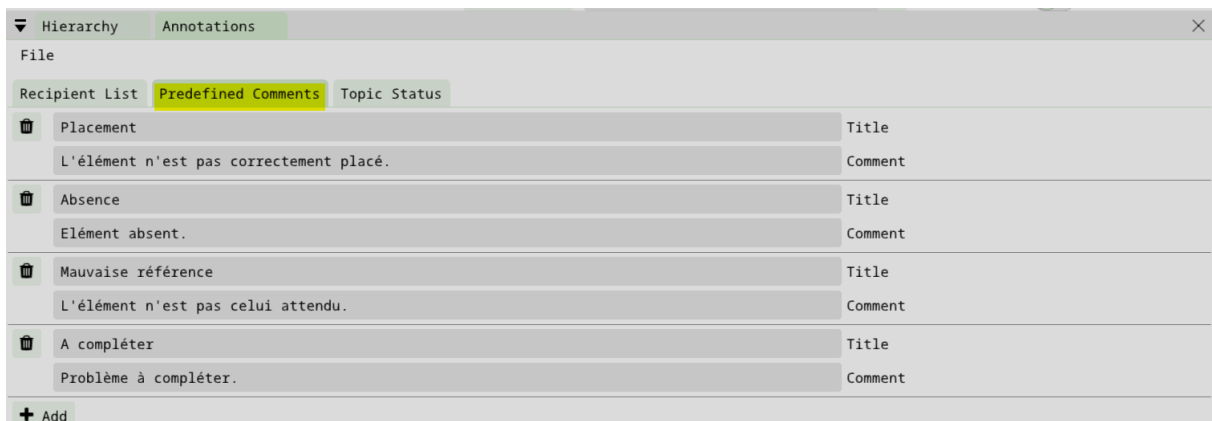 Hierarchy Annotations
File
Recipient List Predefined Comments Topic Status
Placement Title
L'élément n'est pas correctement placé. Comment
Absence Title
Elément absent. Comment
Mauvaise référence Title
L'élément n'est pas celui attendu. Comment
A compléter Title
Problème à compléter. Comment
Add